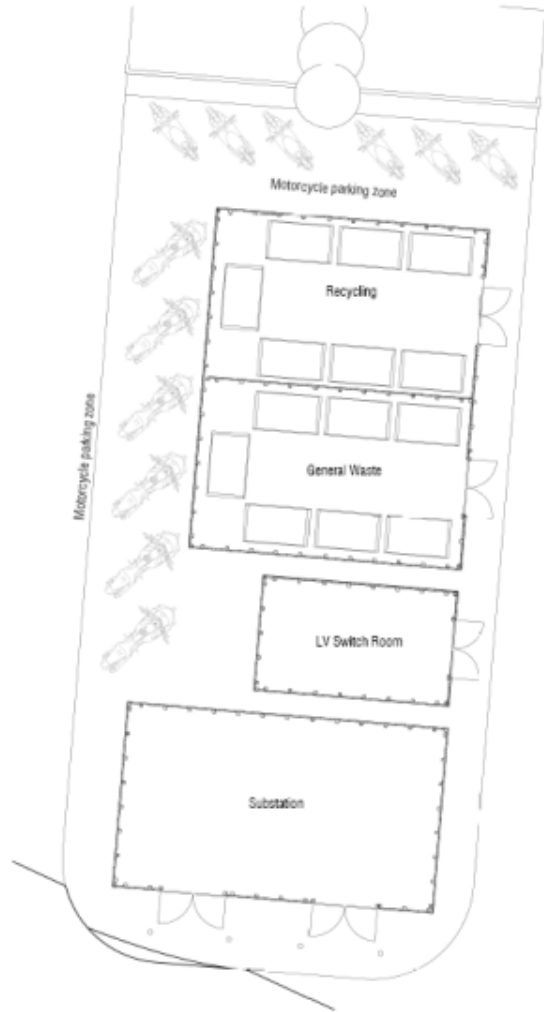 Motorcycle parking zone
Recycling
Motorcycle parking zone
General Waste
LV Switch Room
Substation